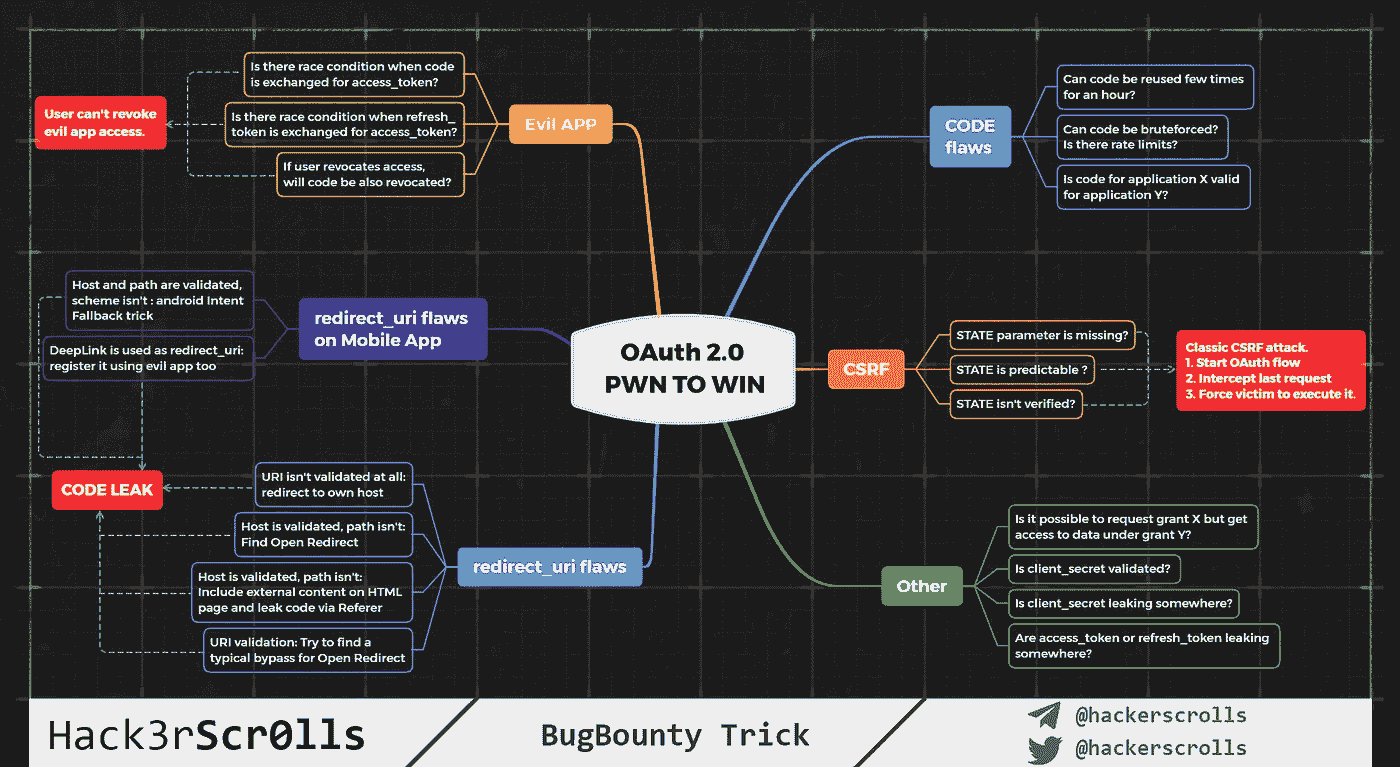 OAuth 2.0
PWN TO WIN
Evil APP
Is there race condition when code
is exchanged for access_token?
Is there race condition when refresh_
token is exchanged for access_token?
If user revocates access,
will code be also revocated?
User can't revoke
evil app access.
CODE
flaws
Can code be reused few times
for an hour?
Can code be bruteforced?
Is there rate limits?
Is code for application X valid
for application Y?
redirect_uri flaws
on Mobile App
Host and path are validated,
scheme isn't : android Intent
Fallback trick
DeepLink is used as redirect_uri:
register it using evil app too
CSRF
STATE parameter is missing?
STATE is predictable ?
STATE isn't verified?
Classic CSRF attack.
1. Start OAuth flow
2. Intercept last request
3. Force victim to execute it.
CODE LEAK
redirect_uri flaws
URI isn't validated at all:
redirect to own host
Host is validated, path isn't:
Find Open Redirect
Host is validated, path isn't:
Include external content on HTML
page and leak code via Referer
URI validation: Try to find a
typical bypass for Open Redirect
Other
Is it possible to request grant X but get
access to data under grant Y?
Is client_secret validated?
Is client_secret leaking somewhere?
Are access_token or refresh_token leaking
somewhere?
Hack3rScr0lls
BugBounty Trick
@hackerscrolls
@hackerscrolls